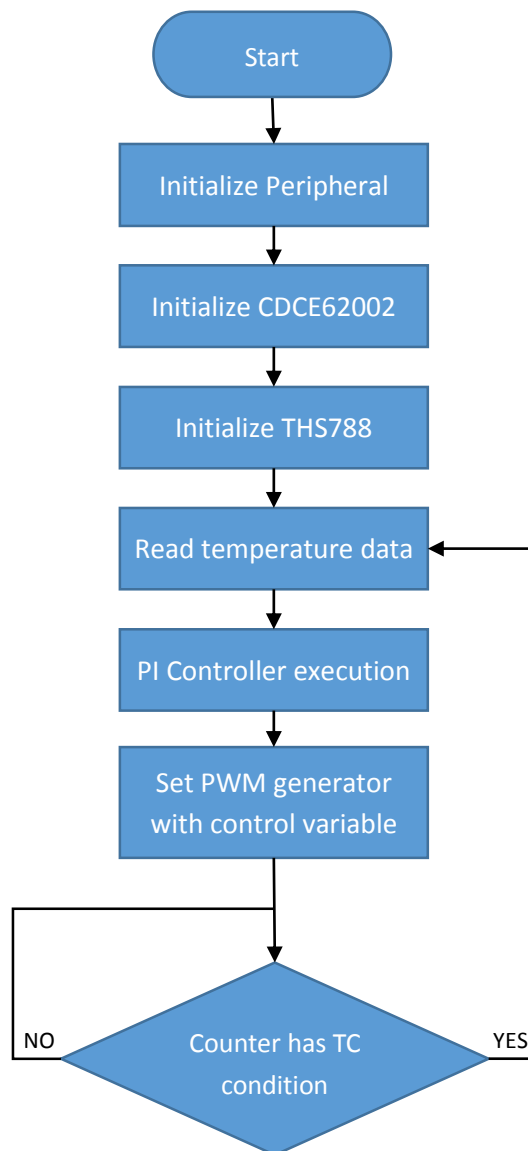 Start
Initialize Peripheral
Initialize CDCE62002
Initialize THS788
Read temperature data
PI Controller execution
Set PWM generator
with control variable
NO
Counter has TC
condition
YES